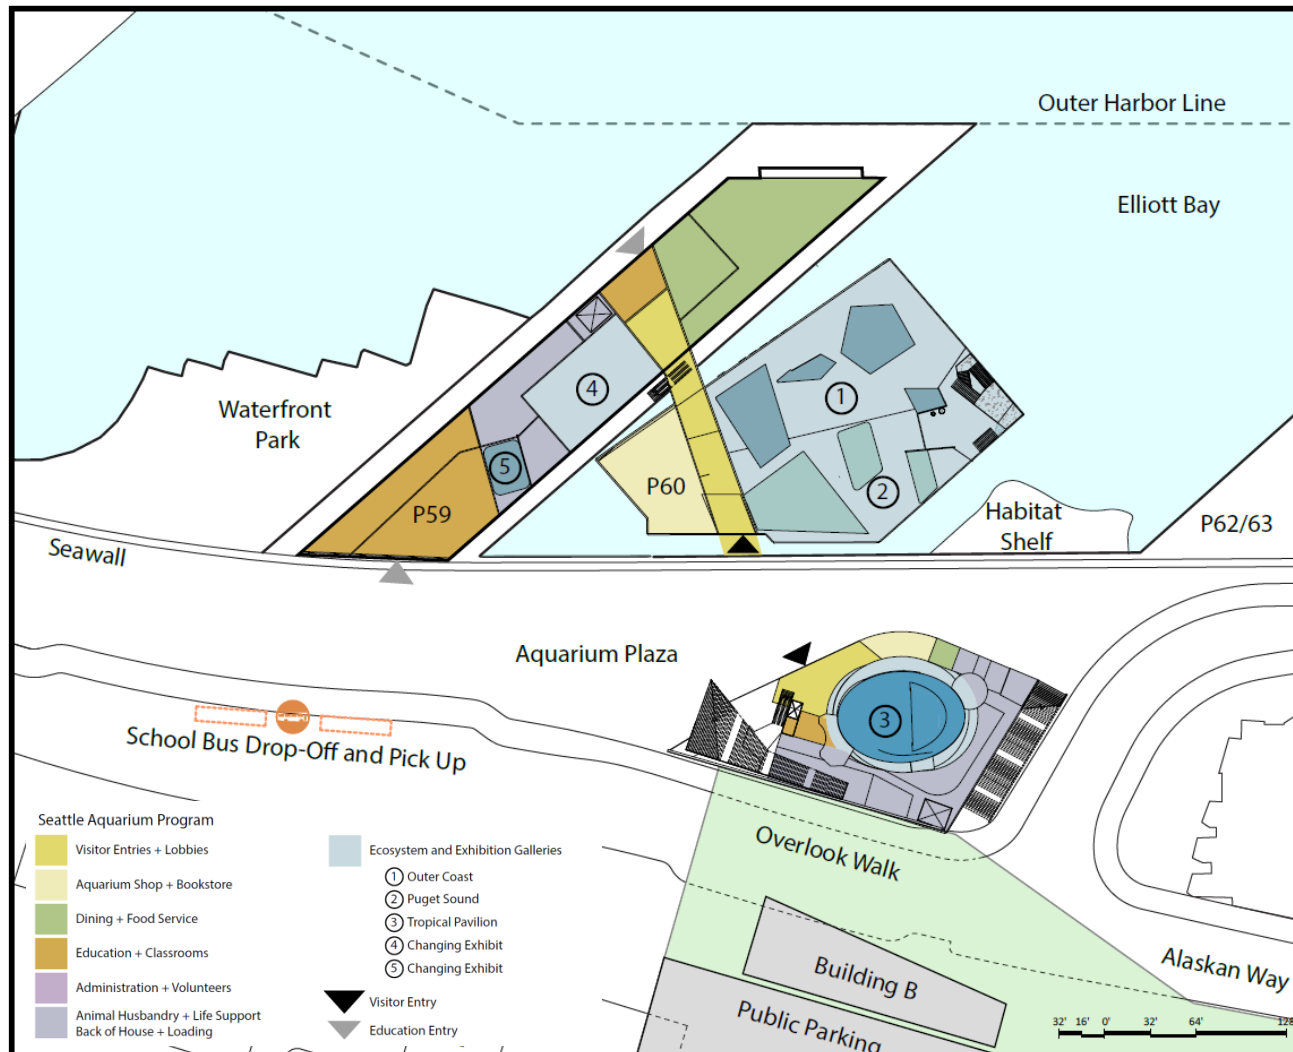 Outer Harbor Line
Elliott Bay
Waterfront
Park
4
1
5
2
P59
P60
Habitat
Shelf
P62/63
Seawall
Aquarium Plaza
3
School Bus Drop-Off and Pick Up
Overlook Walk
Building B
Public Parking
Alaskan Way
32' 16' 0' 32' 64' 128'
Seattle Aquarium Program
Visitor Entries + Lobbies
Aquarium Shop + Bookstore
Dining + Food Service
Education + Classrooms
Administration + Volunteers
Animal Husbandry + Life Support
Back of House + Loading
Ecosystem and Exhibition Galleries
1 Outer Coast
2 Puget Sound
3 Tropical Pavilion
4 Changing Exhibit
5 Changing Exhibit
Visitor Entry
Education Entry